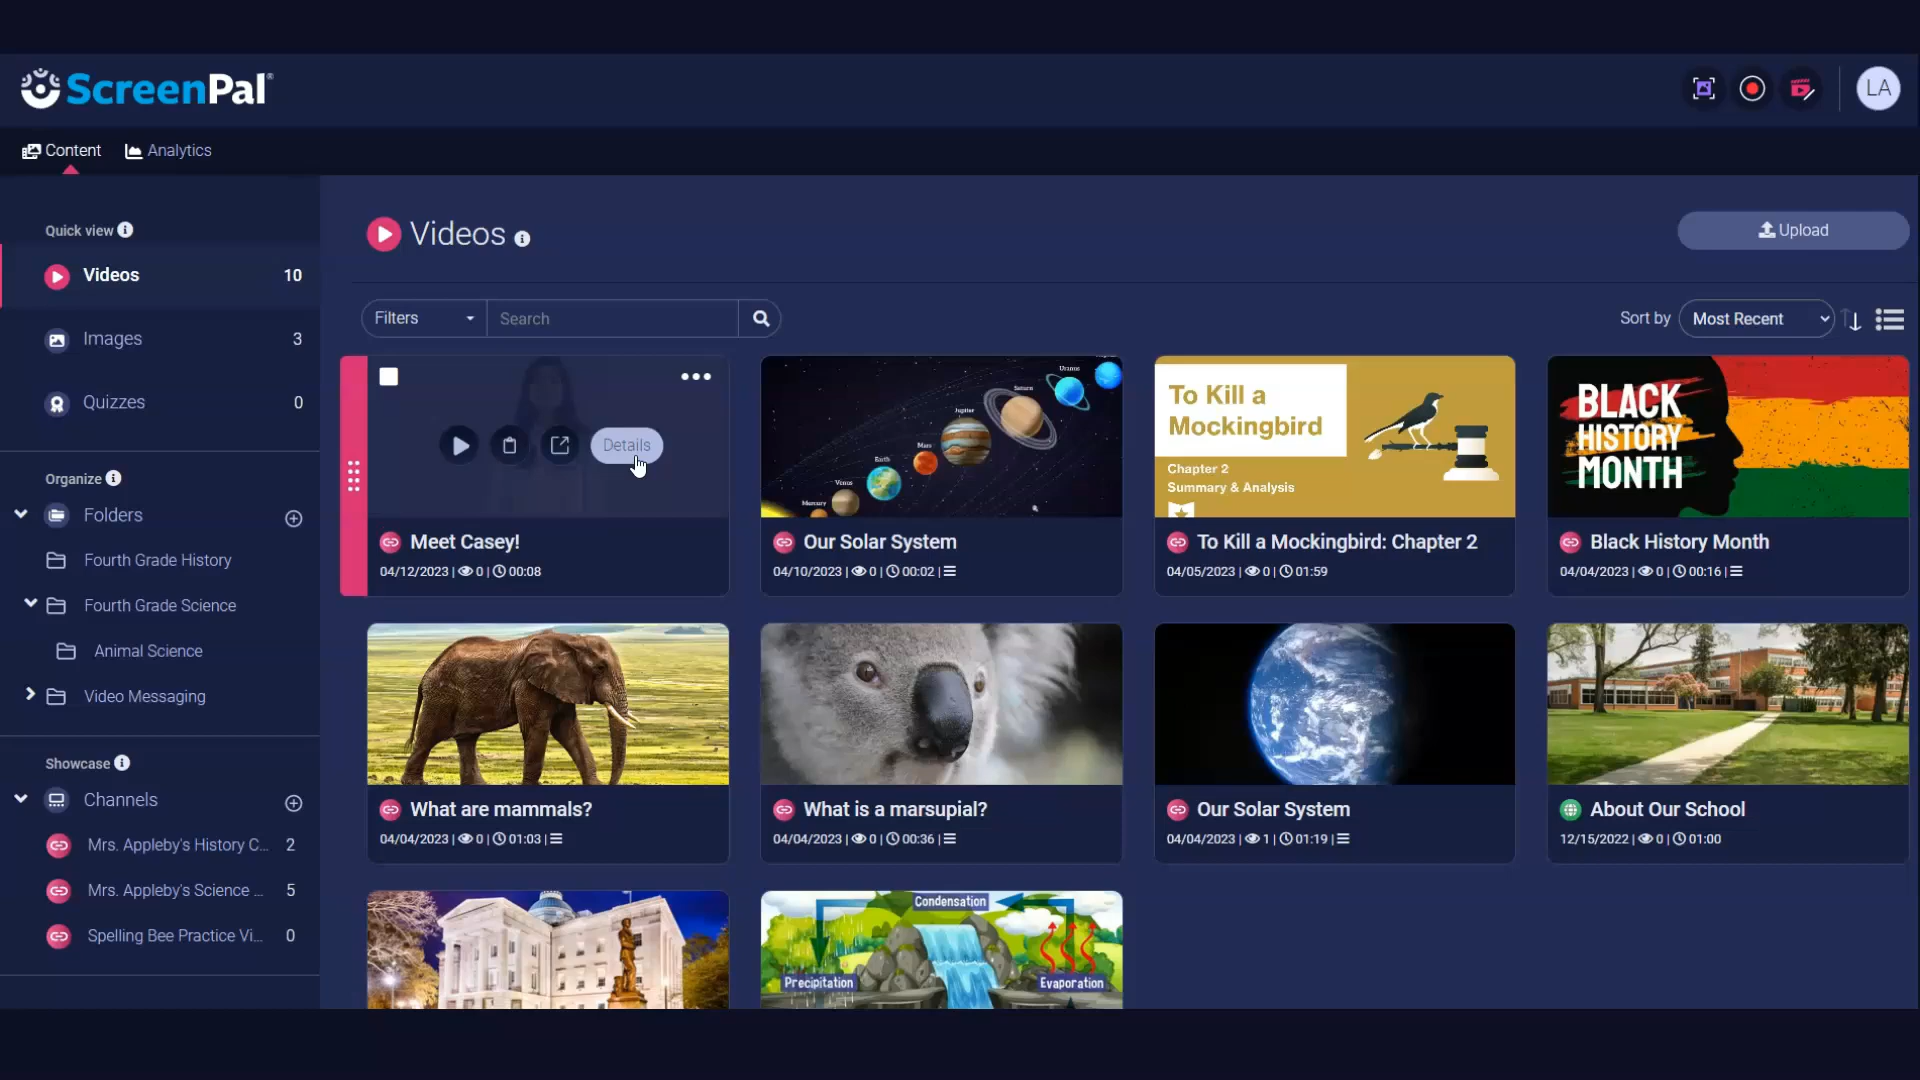 ScreenPal®
LA
Content
Analytics
Quick view
Videos
10
Images
3
Quizzes
0
Organize
Folders
Fourth Grade History
Fourth Grade Science
Animal Science
Video Messaging
Showcase
Channels
Mrs. Appleby's History C...
2
Mrs. Appleby's Science ...
5
Spelling Bee Practice Vi...
0
Videos
Upload
Filters
Search
Sort by
Most Recent
Details
Meet Casey!
04/12/2023 | 0 | 00:08
Uranus
Saturn
Jupiter
Mars
Earth
Venus
Mercury
Our Solar System
04/10/2023 | 0 | 00:02 |
To Kill a
Mockingbird
Chapter 2
Summary & Analysis
To Kill a Mockingbird: Chapter 2
04/05/2023 | 0 | 01:59
BLACK
HISTORY
MONTH
Black History Month
04/04/2023 | 0 | 00:16 |
What are mammals?
04/04/2023 | 0 | 01:03 |
What is a marsupial?
04/04/2023 | 0 | 00:36 |
Our Solar System
04/04/2023 | 1 | 01:19 |
About Our School
12/15/2022 | 0 | 01:00
Condensation
Precipitation
Evaporation